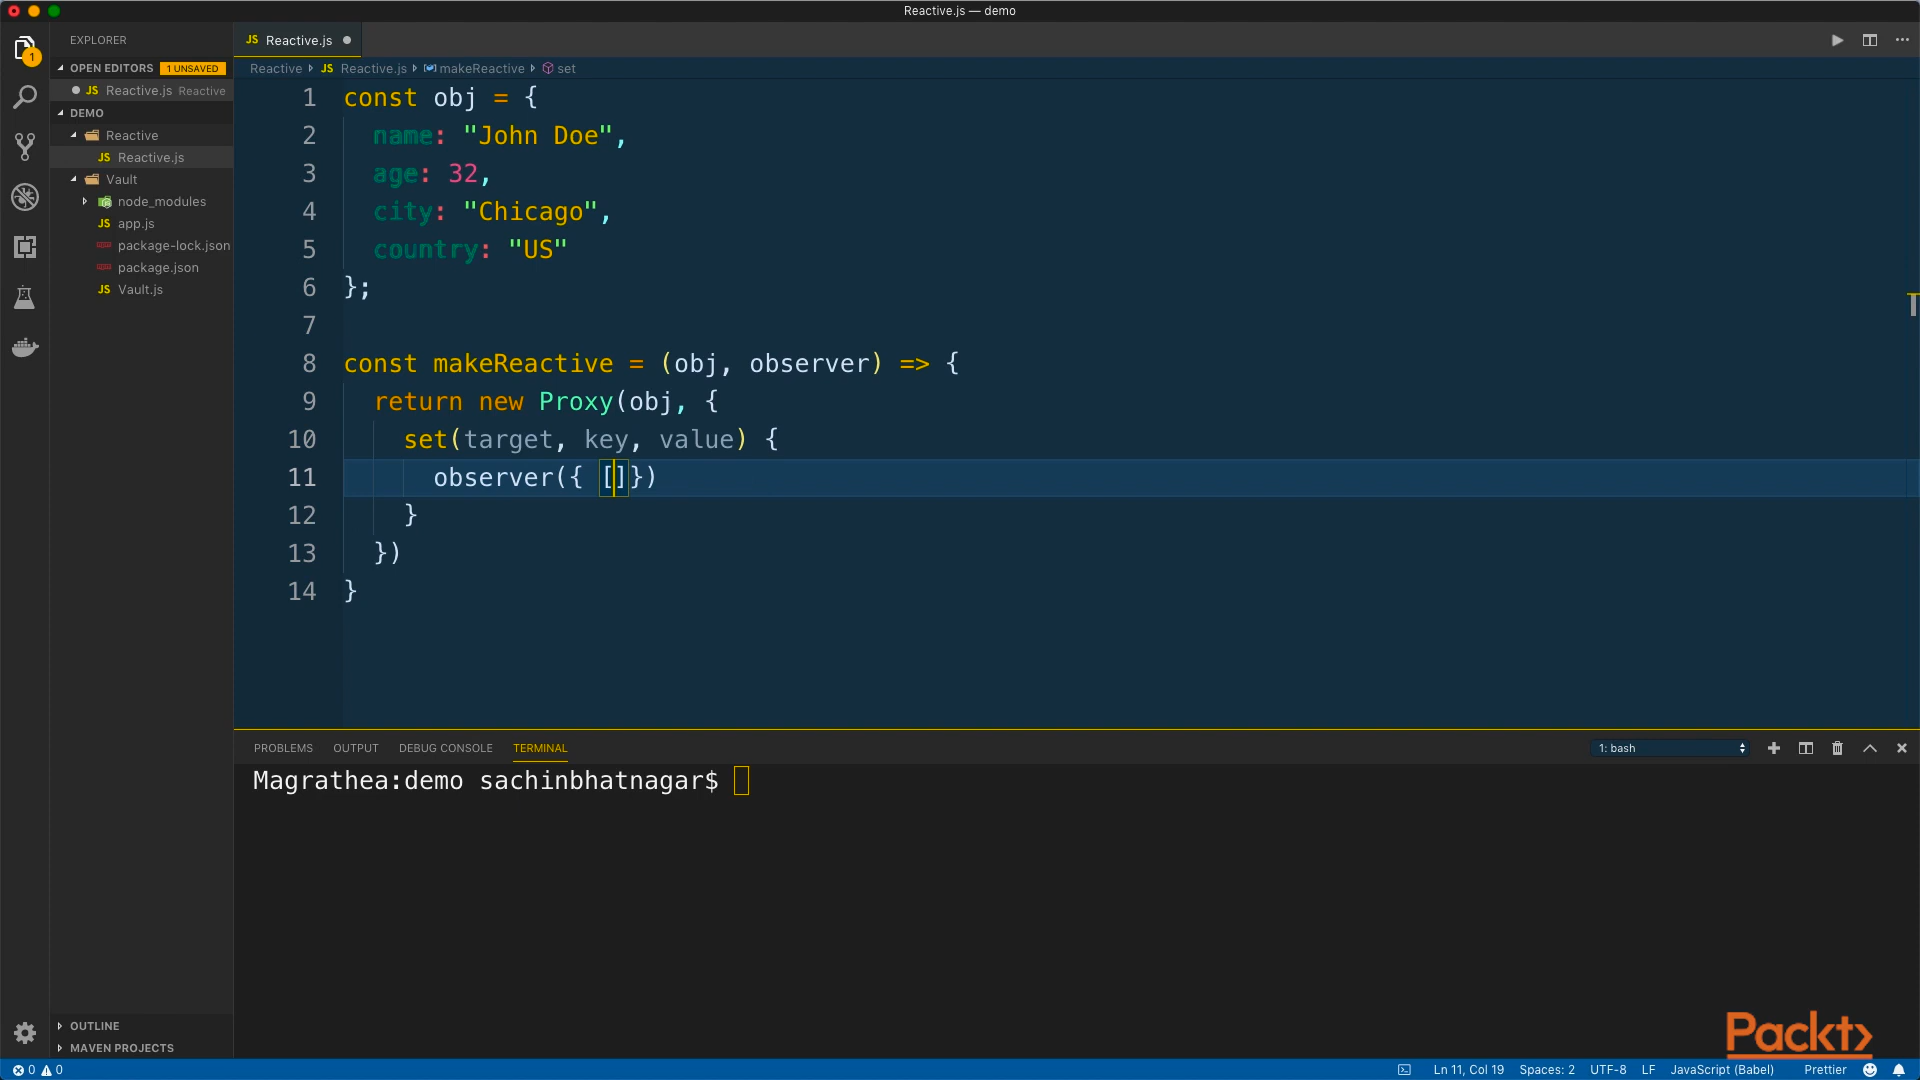 Reactive.js — demo
EXPLORER
OPEN EDITORS 1 UNSAVED
JS Reactive.js Reactive
DEMO
Reactive
JS Reactive.js
Vault
node_modules
JS app.js
package-lock.json
package.json
JS Vault.js
OUTLINE
MAVEN PROJECTS
1
JS Reactive.js
Reactive JS Reactive.js makeReactive set
1 const obj = {
2 name: "John Doe",
3 age: 32,
4 city: "Chicago",
5 country: "US"
6 };
7
8 const makeReactive = (obj, observer) => {
9 return new Proxy(obj, {
10 set(target, key, value) {
11 observer({ []})
12 }
13 })
14 }
PROBLEMS OUTPUT DEBUG CONSOLE TERMINAL 1: bash
Magrathea:demo sachinbhatnagar$
Packt>
0 0 Ln 11, Col 19 Spaces: 2 UTF-8 LF JavaScript (Babel) Prettier